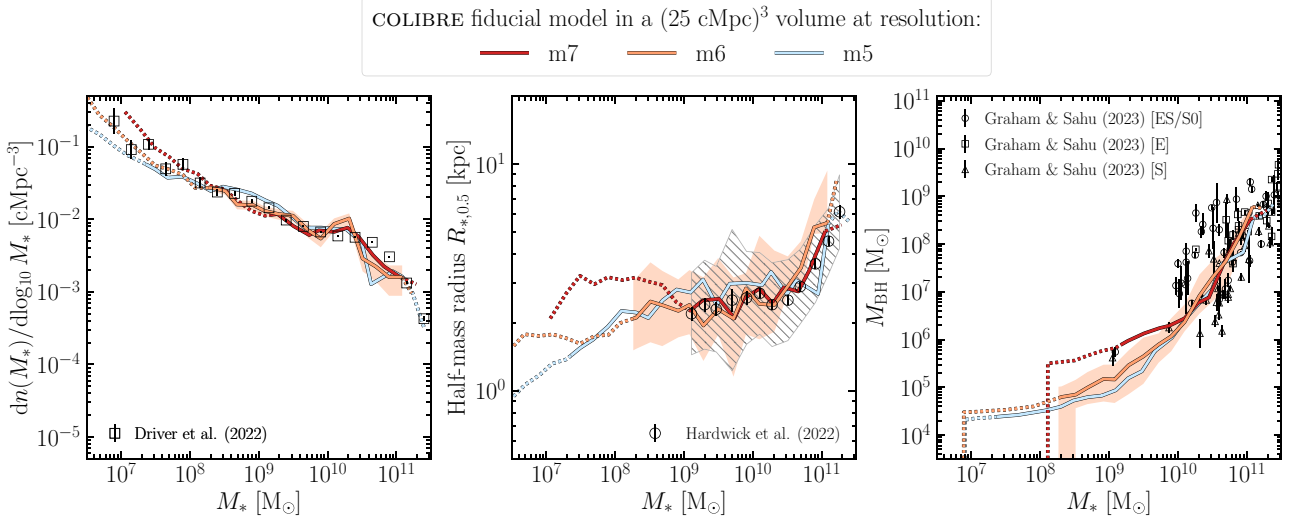 COLIBRE fiducial model in a (25 cMpc)³ volume at resolution:
m7 m6 m5
dn(M*)/dlog₁₀ M* [cMpc⁻³]
10⁻¹
10⁻²
10⁻³
10⁻⁴
10⁻⁵
Driver et al. (2022)
10⁷ 10⁸ 10⁹ 10¹⁰ 10¹¹
M* [M⊙]
Half-mass radius R*,0.5 [kpc]
10¹
10⁰
Hardwick et al. (2022)
10⁷ 10⁸ 10⁹ 10¹⁰ 10¹¹
M* [M⊙]
M_BH [M⊙]
10¹¹
10¹⁰
10⁹
10⁸
10⁷
10⁶
10⁵
10⁴
Graham & Sahu (2023) [ES/S0]
Graham & Sahu (2023) [E]
Graham & Sahu (2023) [S]
10⁷ 10⁸ 10⁹ 10¹⁰ 10¹¹
M* [M⊙]